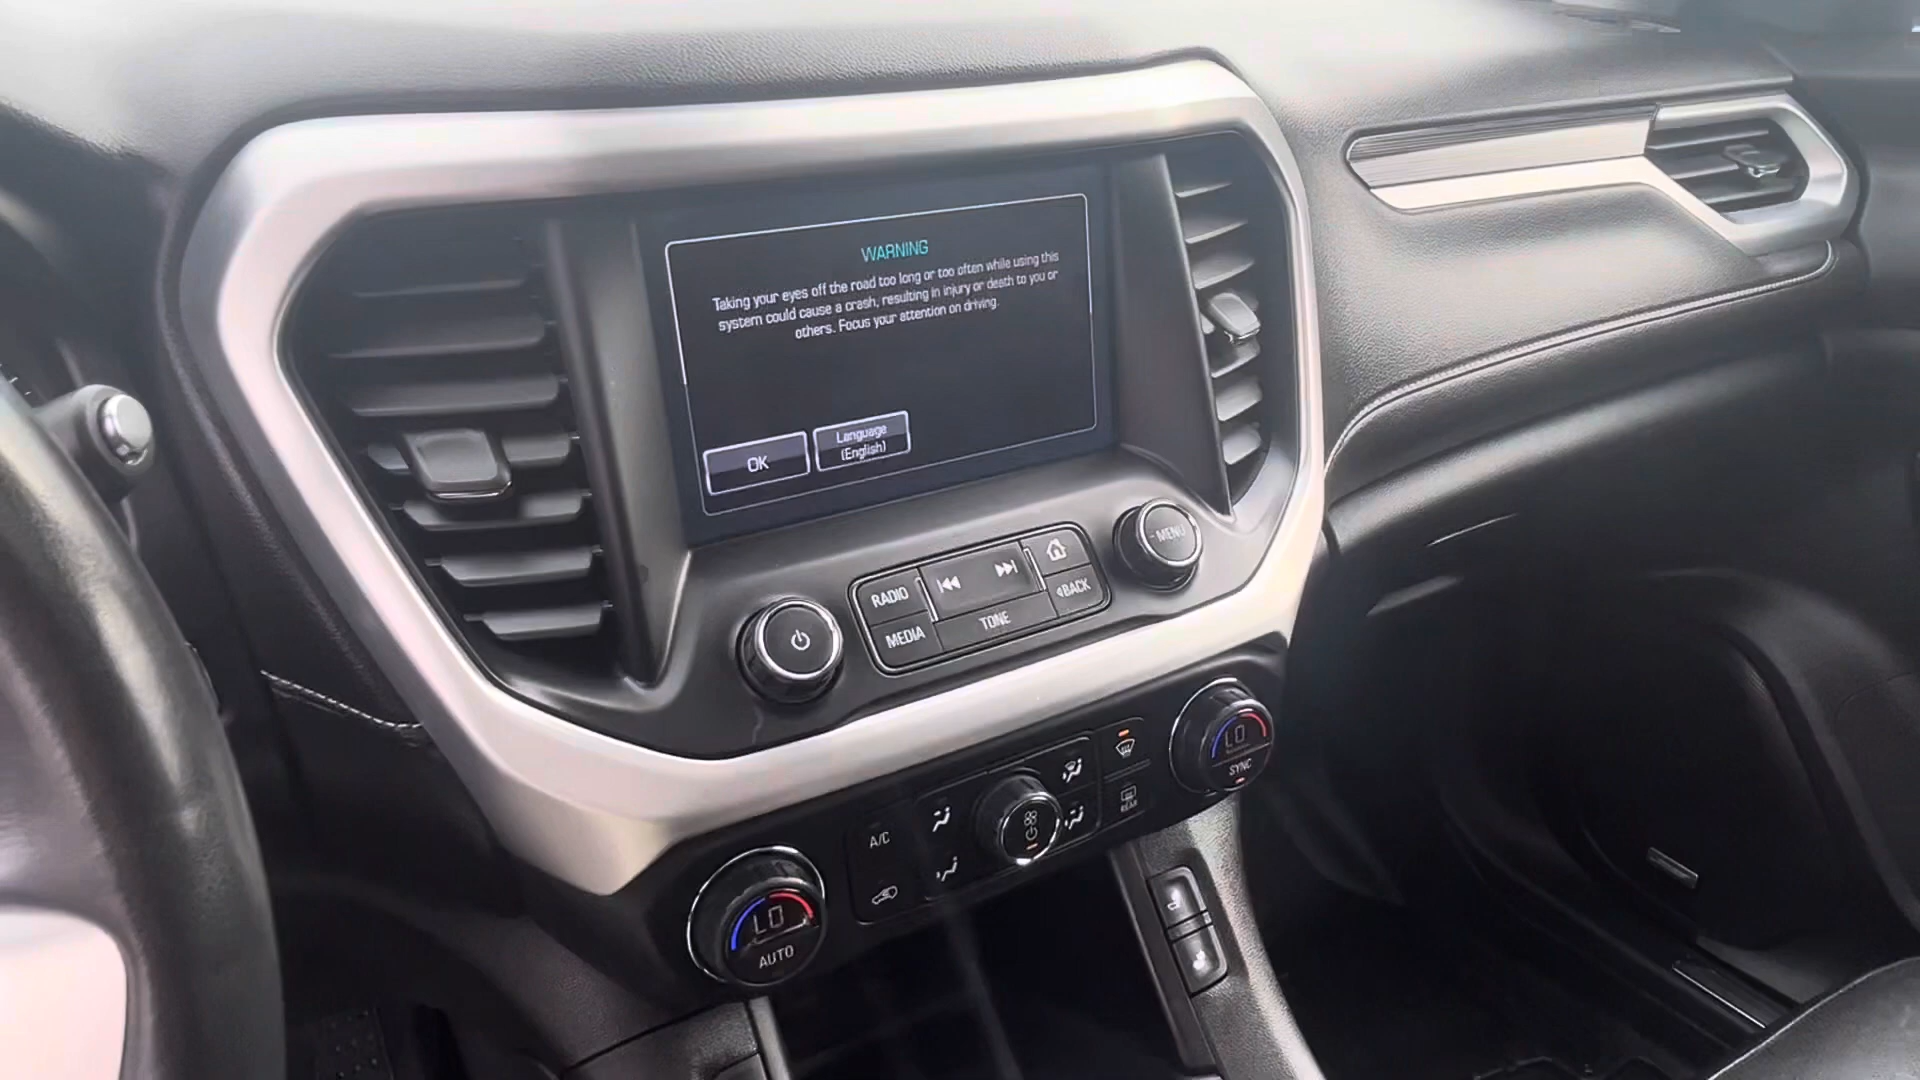 WARNING
Taking your eyes off the road too long or too often while using this
system could cause a crash, resulting in injury or death to you or
others. Focus your attention on driving.
OK
Language
(English)
MENU
RADIO
BACK
MEDIA
TONE
LO
SYNC
A/C
REAR
LO
AUTO